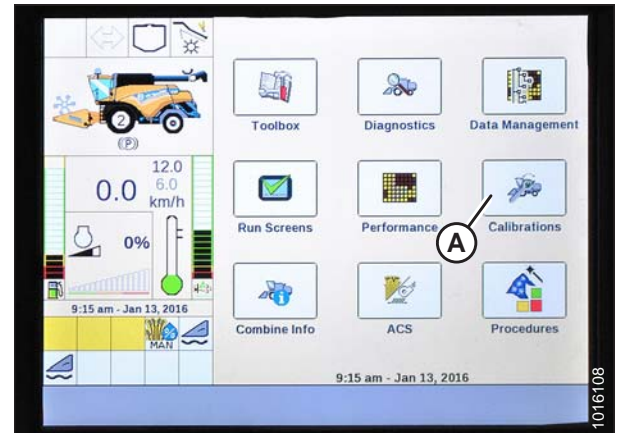 Toolbox
Diagnostics
Data Management
2
(P)
12.0
6.0
0.0
km/h
0%
Run Screens
Performance
A
Calibrations
9:15 am - Jan 13, 2016
MAN
Combine Info
ACS
Procedures
9:15 am - Jan 13, 2016
1016108